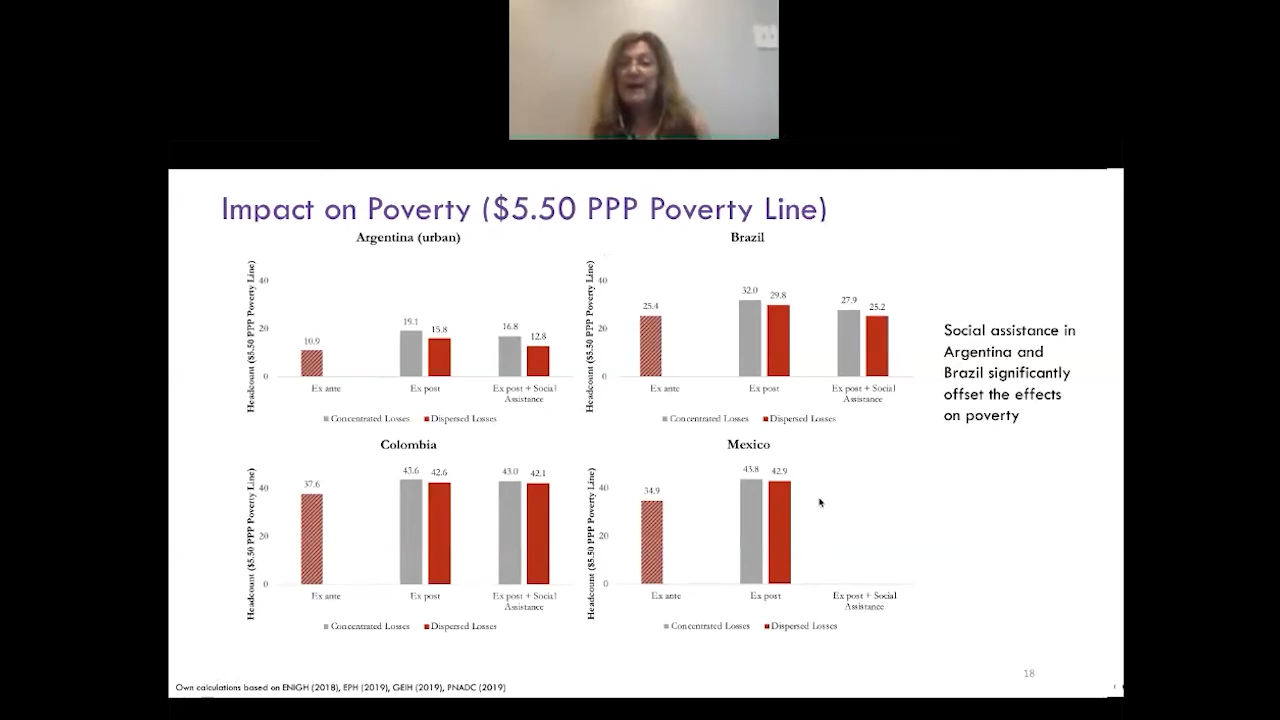 Impact on Poverty ($5.50 PPP Poverty Line)
Argentina (urban)
Headcount ($5.50 PPP Poverty Line)
40
20
0
10.9
19.1
15.8
16.8
12.8
Ex ante
Ex post
Ex post + Social
Assistance
Concentrated Losses
Dispersed Losses
Brazil
Headcount ($5.50 PPP Poverty Line)
40
20
0
25.4
32.0
29.8
27.9
25.2
Ex ante
Ex post
Ex post + Social
Assistance
Concentrated Losses
Dispersed Losses
Social assistance in
Argentina and
Brazil significantly
offset the effects
on poverty
Colombia
Headcount ($5.50 PPP Poverty Line)
40
20
0
37.6
43.6
42.6
43.0
42.1
Ex ante
Ex post
Ex post + Social
Assistance
Concentrated Losses
Dispersed Losses
Mexico
Headcount ($5.50 PPP Poverty Line)
40
20
0
34.9
43.8
42.9
Ex ante
Ex post
Ex post + Social
Assistance
Concentrated Losses
Dispersed Losses
18
Own calculations based on ENIGH (2018), EPH (2019), GEIH (2019), PNADC (2019)